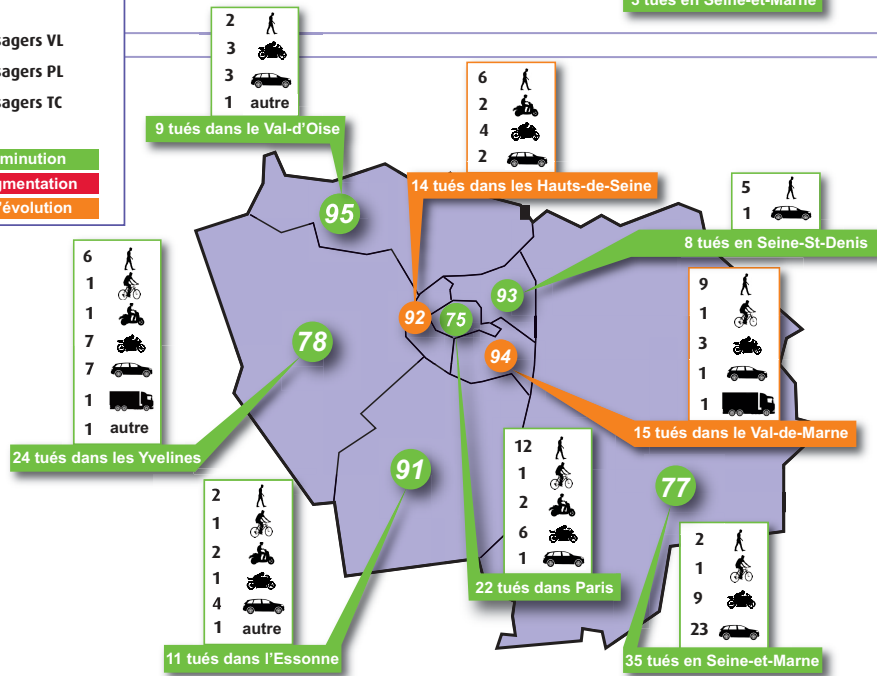 5 tués en Seine-et-Marne
sagers VL
sagers PL
sagers TC
minution
gmentation
'évolution
2
3
3
1 autre
9 tués dans le Val-d'Oise
6
2
4
2
14 tués dans les Hauts-de-Seine
5
1
8 tués en Seine-St-Denis
9
1
3
1
1
15 tués dans le Val-de-Marne
6
1
1
7
7
1
1 autre
24 tués dans les Yvelines
95
93
92
75
78
94
91
77
12
1
2
6
1
22 tués dans Paris
2
1
2
1
4
1 autre
11 tués dans l'Essonne
2
1
9
23
35 tués en Seine-et-Marne